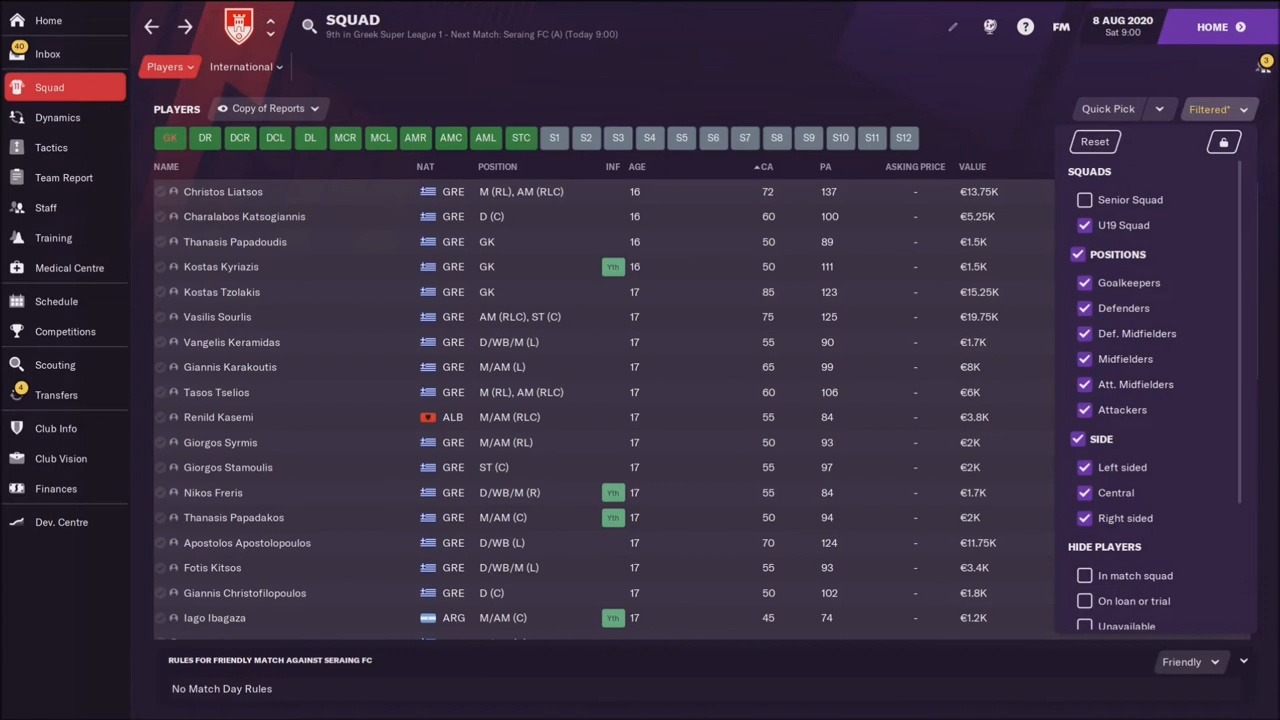 Home
40
Inbox
Squad
Dynamics
Tactics
Team Report
Staff
Training
Medical Centre
Schedule
Competitions
Scouting
4
Transfers
Club Info
Club Vision
Finances
Dev. Centre
SQUAD
9th in Greek Super League 1 - Next Match: Seraing FC (A) (Today 9:00)
?
FM
8 AUG 2020
Sat 9:00
HOME
3
Players
International
PLAYERS
Copy of Reports
Quick Pick
Filtered*
GK DR DCR DCL DL MCR MCL AMR AMC AML STC S1 S2 S3 S4 S5 S6 S7 S8 S9 S10 S11 S12
NAME NAT POSITION INF AGE CA PA ASKING PRICE VALUE
Christos Liatsos GRE M (RL), AM (RLC) 16 72 137 - €13.75K
Charalabos Katsogiannis GRE D (C) 16 60 100 - €5.25K
Thanasis Papadoudis GRE GK 16 50 89 - €1.5K
Kostas Kyriazis GRE GK Yth 16 50 111 - €1.5K
Kostas Tzolakis GRE GK 17 85 123 - €15.25K
Vasilis Sourlis GRE AM (RLC), ST (C) 17 75 125 - €19.75K
Vangelis Keramidas GRE D/WB/M (L) 17 55 90 - €1.7K
Giannis Karakoutis GRE M/AM (L) 17 65 99 - €8K
Tasos Tselios GRE M (RL), AM (RLC) 17 60 106 - €6K
Renild Kasemi ALB M/AM (RLC) 17 55 84 - €3.8K
Giorgos Syrmis GRE M/AM (RL) 17 50 93 - €2K
Giorgos Stamoulis GRE ST (C) 17 55 97 - €2K
Nikos Freris GRE D/WB/M (R) Yth 17 55 84 - €1.7K
Thanasis Papadakos GRE M/AM (C) Yth 17 50 94 - €2K
Apostolos Apostolopoulos GRE D/WB (L) 17 70 124 - €11.75K
Fotis Kitsos GRE D/WB/M (L) 17 55 93 - €3.4K
Giannis Christofilopoulos GRE D (C) 17 50 102 - €1.8K
Iago Ibagaza ARG M/AM (C) Yth 17 45 74 - €1.2K
Reset
SQUADS
Senior Squad
U19 Squad
POSITIONS
Goalkeepers
Defenders
Def. Midfielders
Midfielders
Att. Midfielders
Attackers
SIDE
Left sided
Central
Right sided
HIDE PLAYERS
In match squad
On loan or trial
Unavailable
RULES FOR FRIENDLY MATCH AGAINST SERAING FC
Friendly
No Match Day Rules